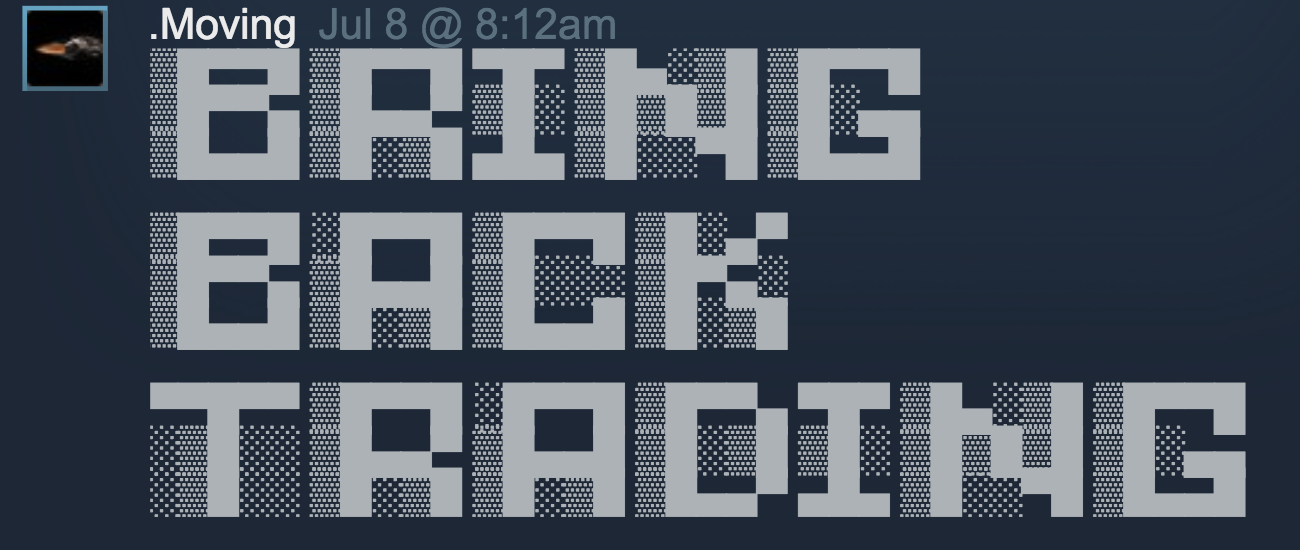 .Moving Jul 8 @ 8:12am
BRING
BACK
TRADING